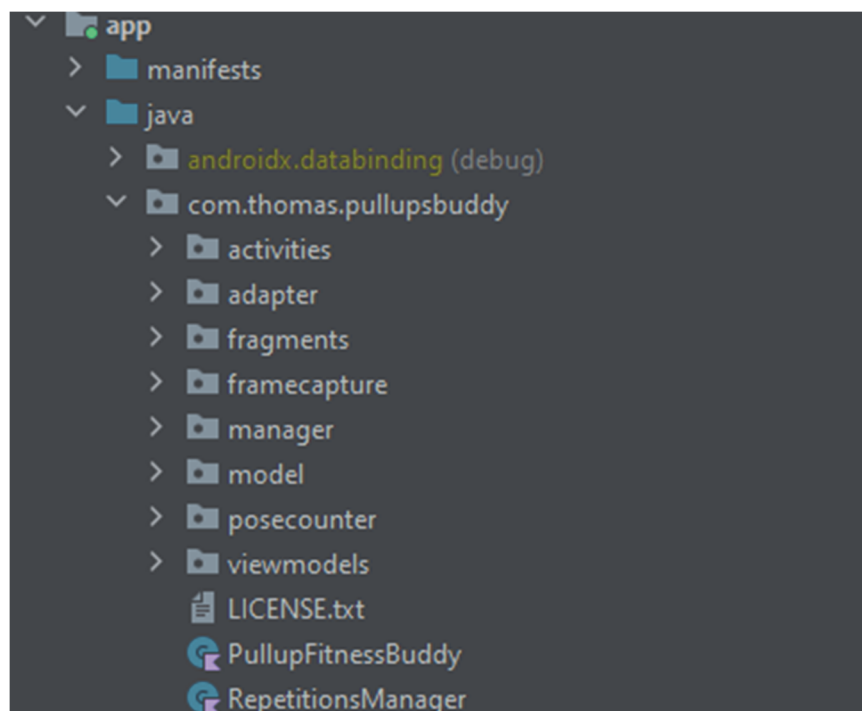 app
manifests
java
androidx.databinding (debug)
com.thomas.pullupsbuddy
activities
adapter
fragments
framecapture
manager
model
posecounter
viewmodels
LICENSE.txt
PullupFitnessBuddy
RepetitionsManager